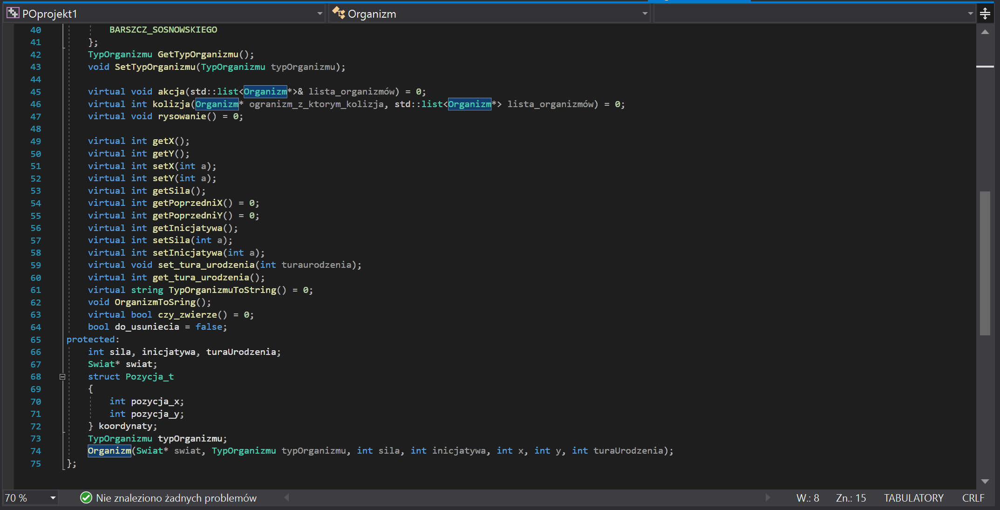 POprojekt1 Organizm
40 BARSZCZ_SOSNOWSKIEGO
41 };
42 TypOrganizmu GetTypOrganizmu();
43 void SetTypOrganizmu(TypOrganizmu typOrganizmu);
44
45 virtual void akcja(std::list<Organizm*>& lista_organizmów) = 0;
46 virtual int kolizja(Organizm* ogranizm_z_ktorym_kolizja, std::list<Organizm*> lista_organizmów) = 0;
47 virtual void rysowanie() = 0;
48
49 virtual int getX();
50 virtual int getY();
51 virtual int setX(int a);
52 virtual int setY(int a);
53 virtual int getSila();
54 virtual int getPoprzedniX() = 0;
55 virtual int getPoprzedniY() = 0;
56 virtual int getInicjatywa();
57 virtual int setSila(int a);
58 virtual int setInicjatywa(int a);
59 virtual void set_tura_urodzenia(int turaurodzenia);
60 virtual int get_tura_urodzenia();
61 virtual string TypOrganizmuToString() = 0;
62 void OrganizmToSring();
63 virtual bool czy_zwierze() = 0;
64 bool do_usuniecia = false;
65 protected:
66 int sila, inicjatywa, turaUrodzenia;
67 Swiat* swiat;
68 struct Pozycja_t
69 {
70 int pozycja_x;
71 int pozycja_y;
72 } koordynaty;
73 TypOrganizmu typOrganizmu;
74 Organizm(Swiat* swiat, TypOrganizmu typOrganizmu, int sila, int inicjatywa, int x, int y, int turaUrodzenia);
75 };
70 % Nie znaleziono żadnych problemów W.: 8 Zn.: 15 TABULATORY CRLF